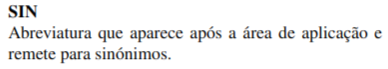 SIN
Abreviatura que aparece após a área de aplicação e
remete para sinónimos.